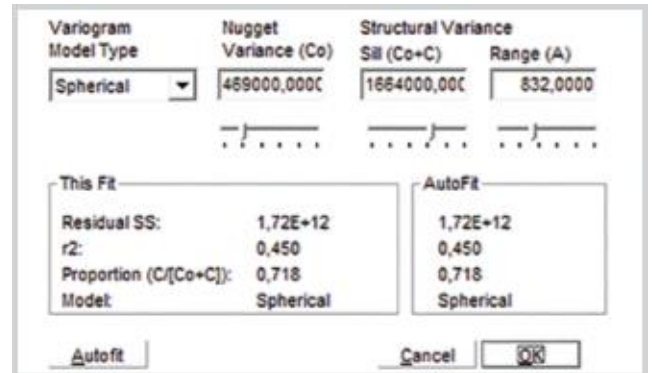 Variogram Nugget Structural Variance
Model Type Variance (Co) Sill (Co+C) Range (A)
Spherical 469000,000C 1664000,00C 832,0000
This Fit AutoFit
Residual SS: 1,72E+12 1,72E+12
r2: 0,450 0,450
Proportion (C/[Co+C]): 0,718 0,718
Model: Spherical Spherical
Autofit Cancel OK